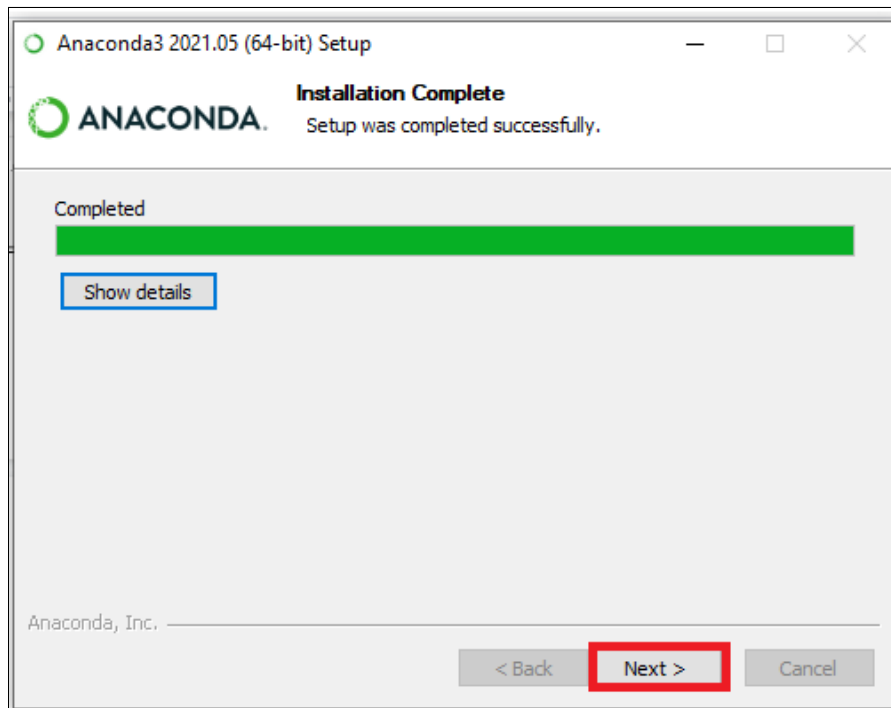 Anaconda3 2021.05 (64-bit) Setup
ANACONDA.
Installation Complete
Setup was completed successfully.
Completed
Show details
Anaconda, Inc.
< Back
Next >
Cancel